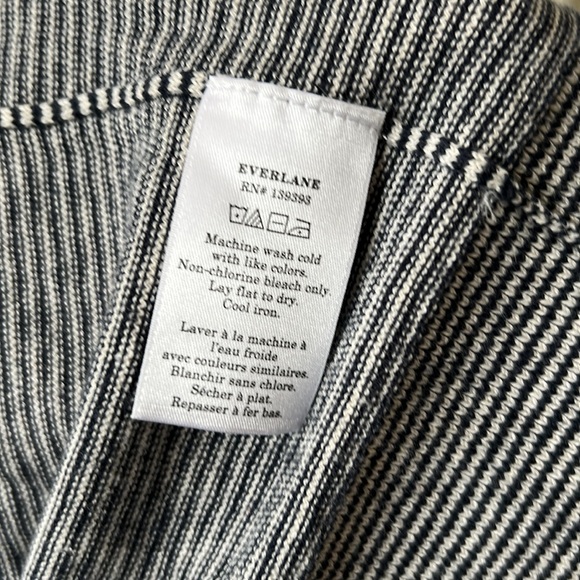 EVERLANE
RN# 139393
Machine wash cold
with like colors.
Non-chlorine bleach only.
Lay flat to dry.
Cool iron.
Laver à la machine à
l'eau froide
avec couleurs similaires.
Blanchir sans chlore.
Sécher à plat.
Repasser à fer bas.